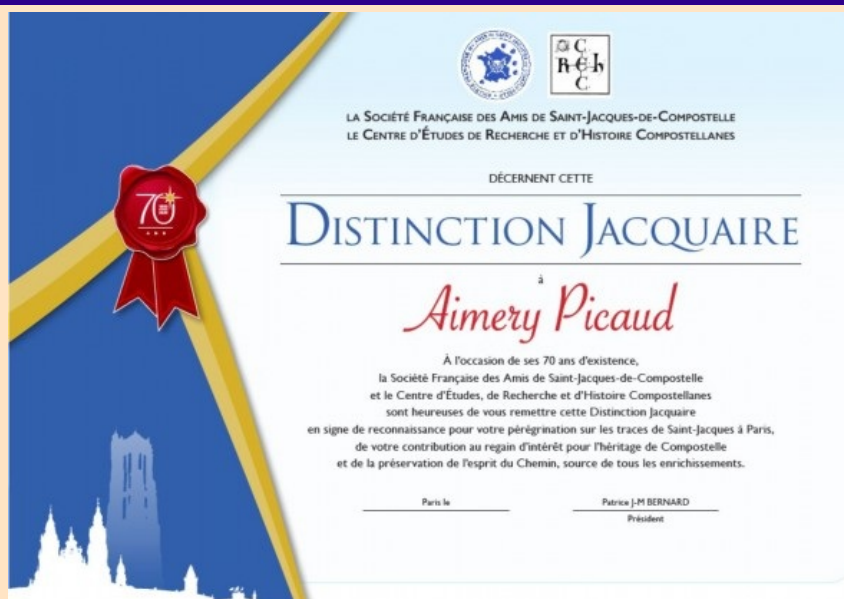 C
R E h
C
C
LA SOCIÉTÉ FRANÇAISE DES AMIS DE SAINT-JACQUES-DE-COMPOSTELLE
LE CENTRE D'ÉTUDES DE RECHERCHE ET D'HISTOIRE COMPOSTELLANES
DÉCERNENT CETTE
DISTINCTION JACQUAIRE
à
Aimery Picaud
70
ANS
À l'occasion de ses 70 ans d'existence,
la Société Française des Amis de Saint-Jacques-de-Compostelle
et le Centre d'Études, de Recherche et d'Histoire Compostellanes
sont heureuses de vous remettre cette Distinction Jacquaire
en signe de reconnaissance pour votre pérégrination sur les traces de Saint-Jacques à Paris,
de votre contribution au regain d'intérêt pour l'héritage de Compostelle
et de la préservation de l'esprit du Chemin, source de tous les enrichissements.
Paris le
Patrice J-M BERNARD
Président